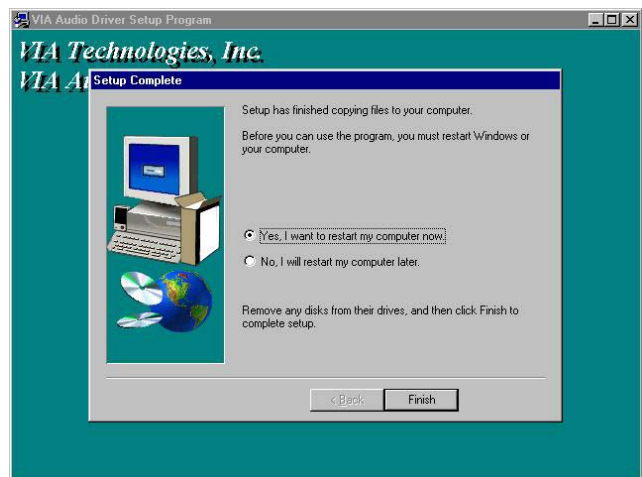 VIA Audio Driver Setup Program
VIA Technologies, Inc.
VIA
Setup Complete
Setup has finished copying files to your computer.
Before you can use the program, you must restart Windows or
your computer.
Yes, I want to restart my computer now.
No, I will restart my computer later.
Remove any disks from their drives, and then click Finish to
complete setup.
< Back
Finish